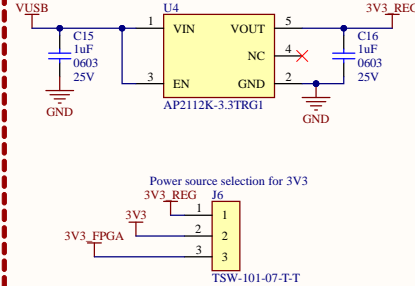 VUSB
U4
3V3_REG
1
VIN
VOUT
5
C15
1uF
0603
25V
NC
4
C16
1uF
0603
25V
3
EN
GND
2
GND
AP2112K-3.3TRG1
GND
Power source selection for 3V3
3V3_REG
J6
1
1
3V3
2
2
3V3_FPGA
3
3
TSW-101-07-T-T